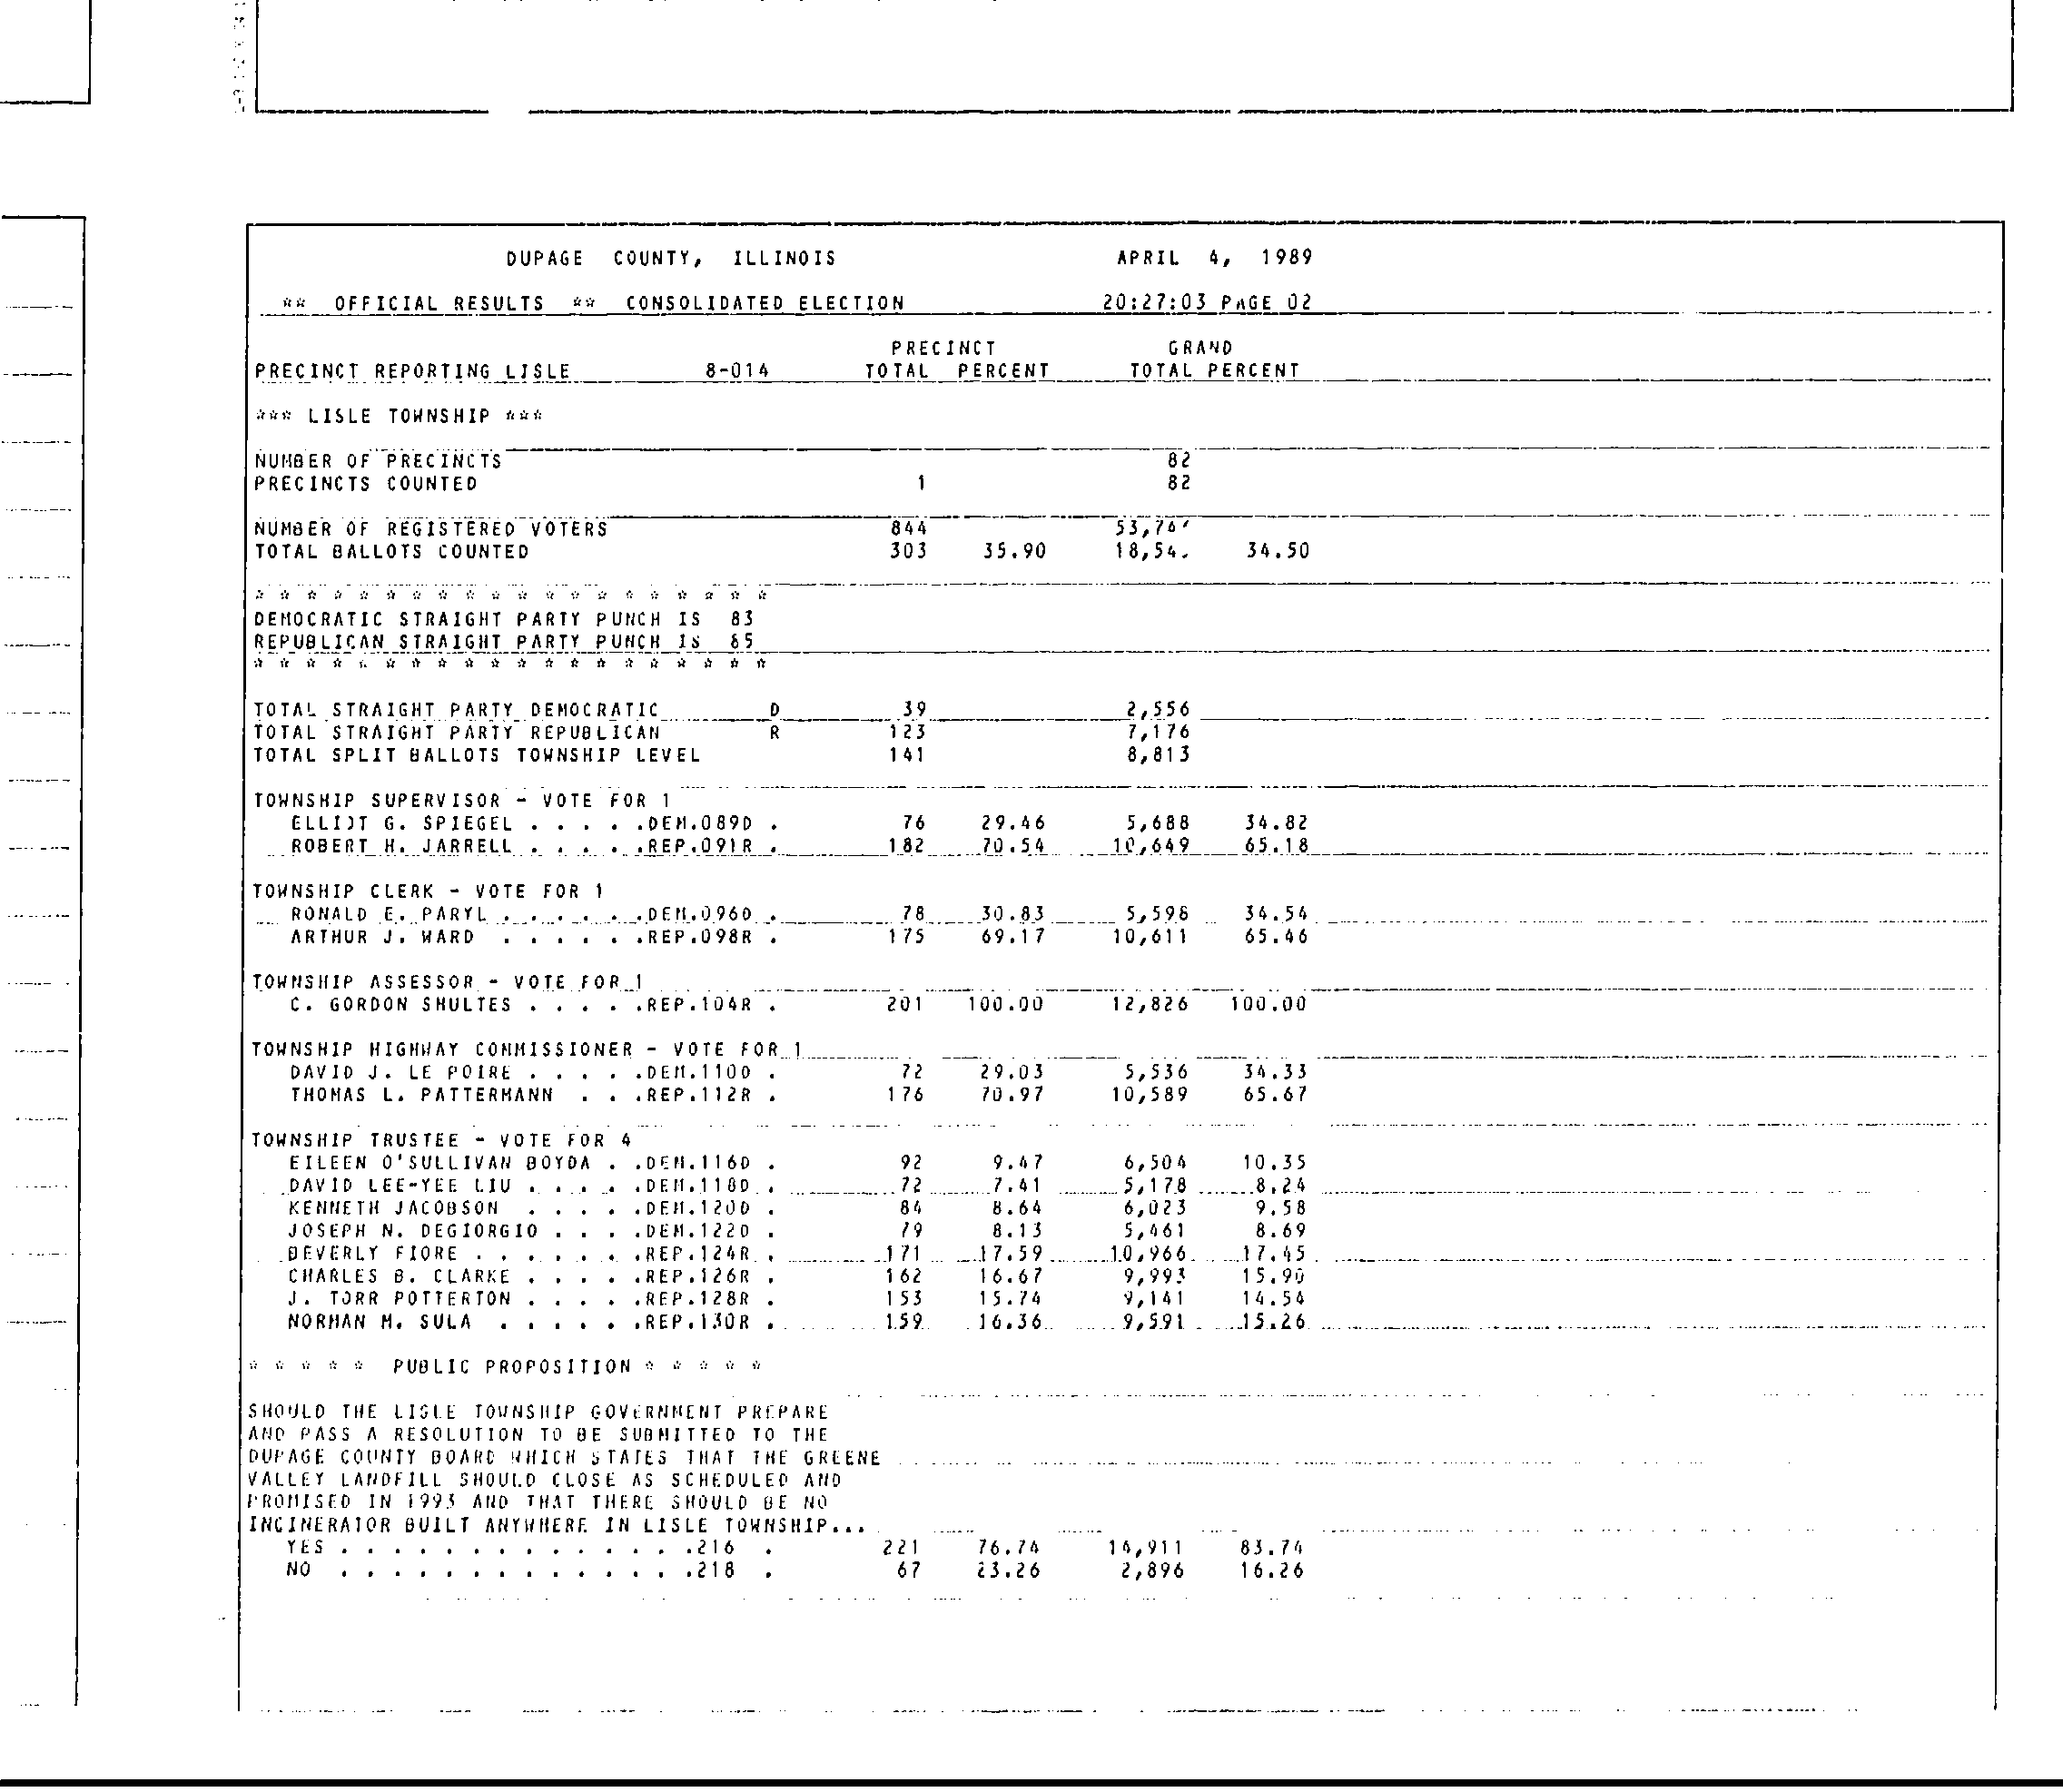 DUPAGE COUNTY, ILLINOIS APRIL 4, 1989
** OFFICIAL RESULTS ** CONSOLIDATED ELECTION 20:27:03 PAGE 02
PRECINCT GRAND
PRECINCT REPORTING LISLE 8-014 TOTAL PERCENT TOTAL PERCENT
*** LISLE TOWNSHIP ***
NUMBER OF PRECINCTS 82
PRECINCTS COUNTED 1 82
NUMBER OF REGISTERED VOTERS 844
TOTAL BALLOTS COUNTED 303 35.90 34.50
* * * * * * * * * * * * * * * * * * * *
DEMOCRATIC STRAIGHT PARTY PUNCH IS 83
REPUBLICAN STRAIGHT PARTY PUNCH IS 85
* * * * * * * * * * * * * * * * * * * *
TOTAL STRAIGHT PARTY DEMOCRATIC D 39 2,556
TOTAL STRAIGHT PARTY REPUBLICAN R 123 7,176
TOTAL SPLIT BALLOTS TOWNSHIP LEVEL 141 8,813
TOWNSHIP SUPERVISOR - VOTE FOR 1
ELLIOT G. SPIEGEL . . . . .DEM.089D . 76 29.46 5,688 34.82
ROBERT H. JARRELL . . . . .REP.091R . 182 70.54 10,649 65.18
TOWNSHIP CLERK - VOTE FOR 1
RONALD E. PARYL . . . . . .DEM.096D . 78 30.83 5,598 34.54
ARTHUR J. WARD . . . . . .REP.098R . 175 69.17 10,611 65.46
TOWNSHIP ASSESSOR - VOTE FOR 1
C. GORDON SHULTES . . . . .REP.104R . 201 100.00 12,826 100.00
TOWNSHIP HIGHWAY COMMISSIONER - VOTE FOR 1
DAVID J. LE POIRE . . . . .DEM.110D . 72 29.03 5,536 34.33
THOMAS L. PATTERMANN . . .REP.112R . 176 70.97 10,589 65.67
TOWNSHIP TRUSTEE - VOTE FOR 4
EILEEN O'SULLIVAN BOYDA . .DEM.116D . 92 9.47 6,504 10.35
DAVID LEE-YEE LIU . . . . .DEM.118D . 72 7.41 5,178 8.24
KENNETH JACOBSON . . . . .DEM.120D . 84 8.64 6,023 9.58
JOSEPH N. DEGIORGIO . . . .DEM.122D . 79 8.13 5,461 8.69
BEVERLY FIORE . . . . . . .REP.124R . 171 17.59 10,966 17.45
CHARLES B. CLARKE . . . . .REP.126R . 162 16.67 9,993 15.90
J. TORR POTTERTON . . . . .REP.128R . 153 15.74 9,141 14.54
NORMAN M. SULA . . . . . .REP.130R . 159 16.36 9,591 15.26
* * * * * PUBLIC PROPOSITION * * * * *
SHOULD THE LISLE TOWNSHIP GOVERNMENT PREPARE
AND PASS A RESOLUTION TO BE SUBMITTED TO THE
DUPAGE COUNTY BOARD WHICH STATES THAT THE GREENE
VALLEY LANDFILL SHOULD CLOSE AS SCHEDULED AND
PROMISED IN 1993 AND THAT THERE SHOULD BE NO
INCINERATOR BUILT ANYWHERE IN LISLE TOWNSHIP...
YES . . . . . . . . . . . . . .216 . 221 76.74 14,911 83.74
NO . . . . . . . . . . . . . .218 . 67 23.26 2,896 16.26